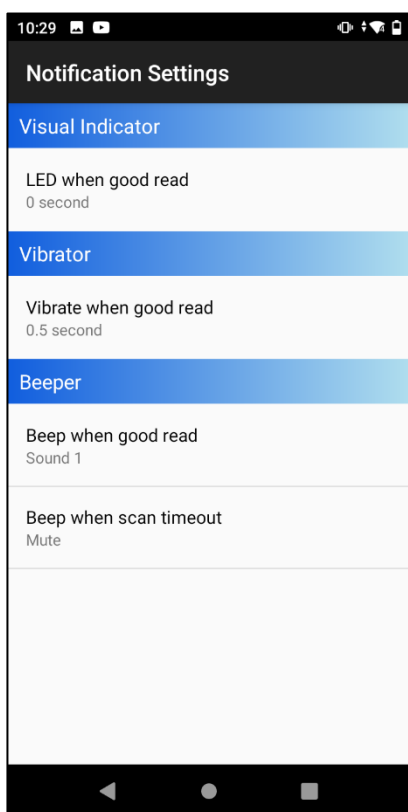 10:29
Notification Settings
Visual Indicator
LED when good read
0 second
Vibrator
Vibrate when good read
0.5 second
Beeper
Beep when good read
Sound 1
Beep when scan timeout
Mute